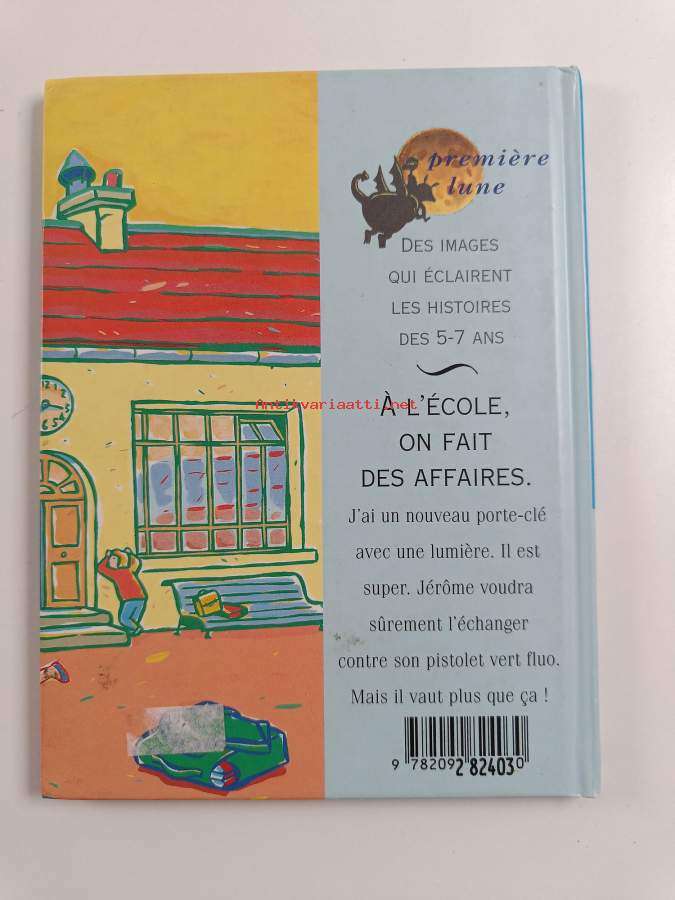 première
lune
DES IMAGES
QUI ÉCLAIRENT
LES HISTOIRES
DES 5-7 ANS
Antikvariaatti.net
À L'ÉCOLE,
ON FAIT
DES AFFAIRES.
J'ai un nouveau porte-clé
avec une lumière. Il est
super. Jérôme voudra
sûrement l'échanger
contre son pistolet vert fluo.
Mais il vaut plus que ça !
9 782092 824030